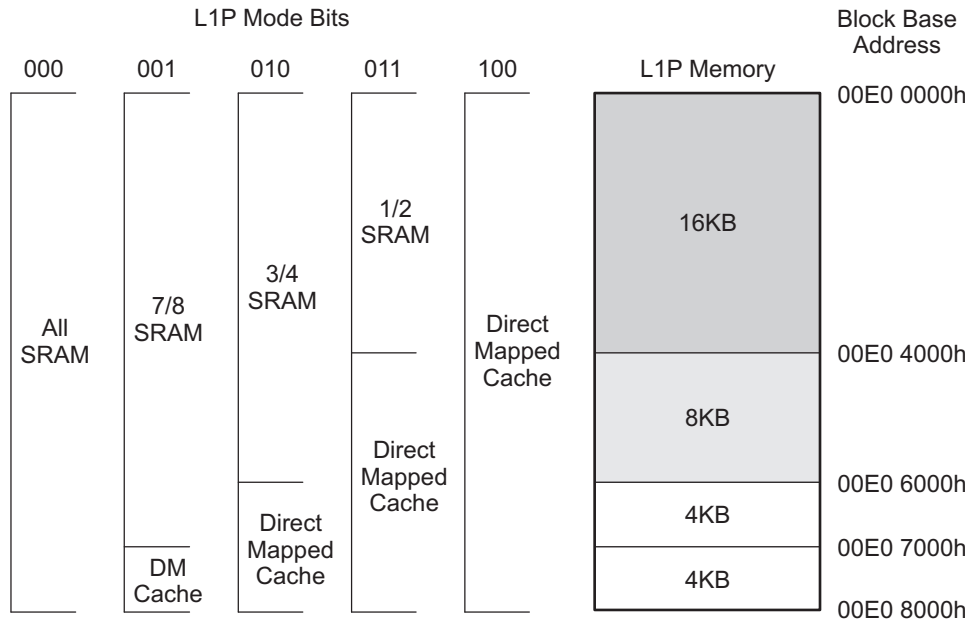 L1P Mode Bits
Block Base
Address
000 001 010 011 100 L1P Memory
00E0 0000h
1/2
SRAM
16KB
3/4
SRAM
7/8
SRAM
All
SRAM
Direct
Mapped
Cache
00E0 4000h
8KB
Direct
Mapped
Cache
00E0 6000h
4KB
Direct
Mapped
Cache
00E0 7000h
DM
Cache
4KB
00E0 8000h